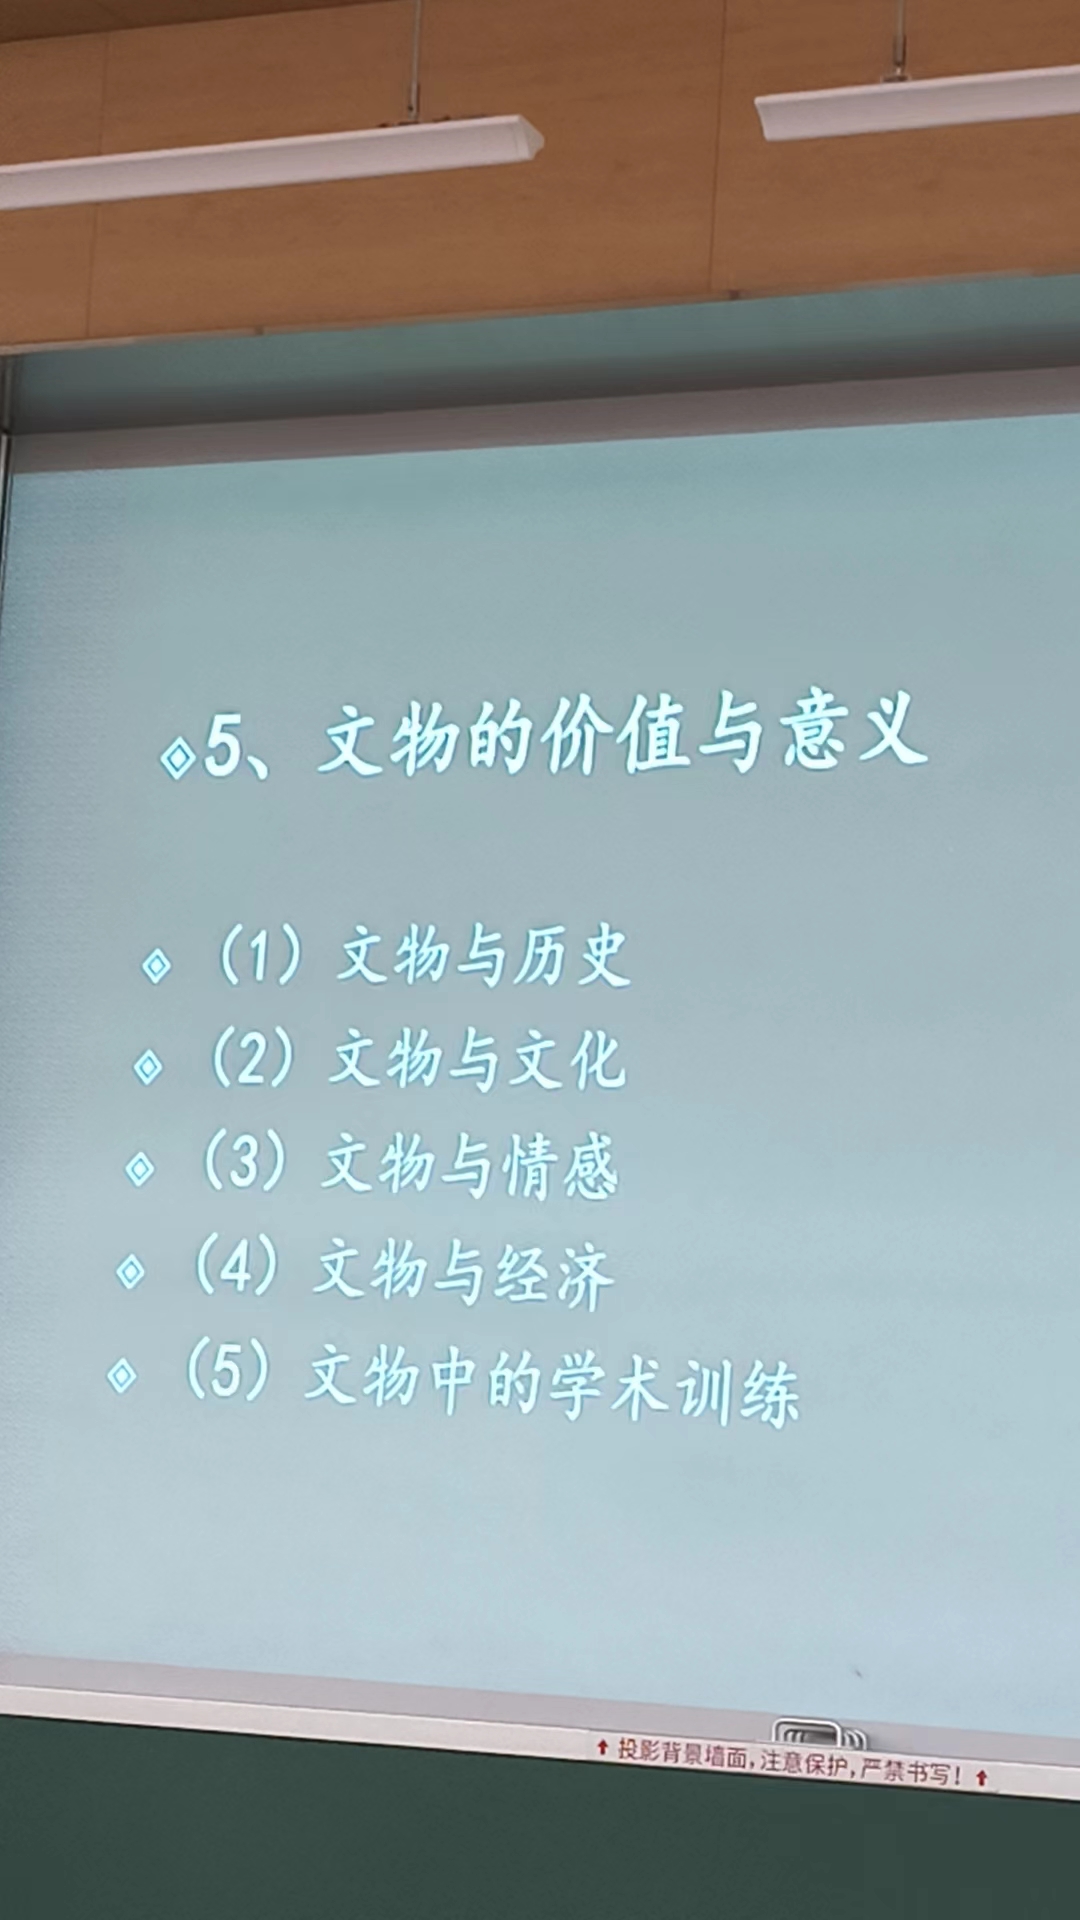 5、文物的价值与意义
（1）文物与历史
（2）文物与文化
（3）文物与情感
（4）文物与经济
（5）文物中的学术训练
↑投影背景墙面，注意保护，严禁书写！↑